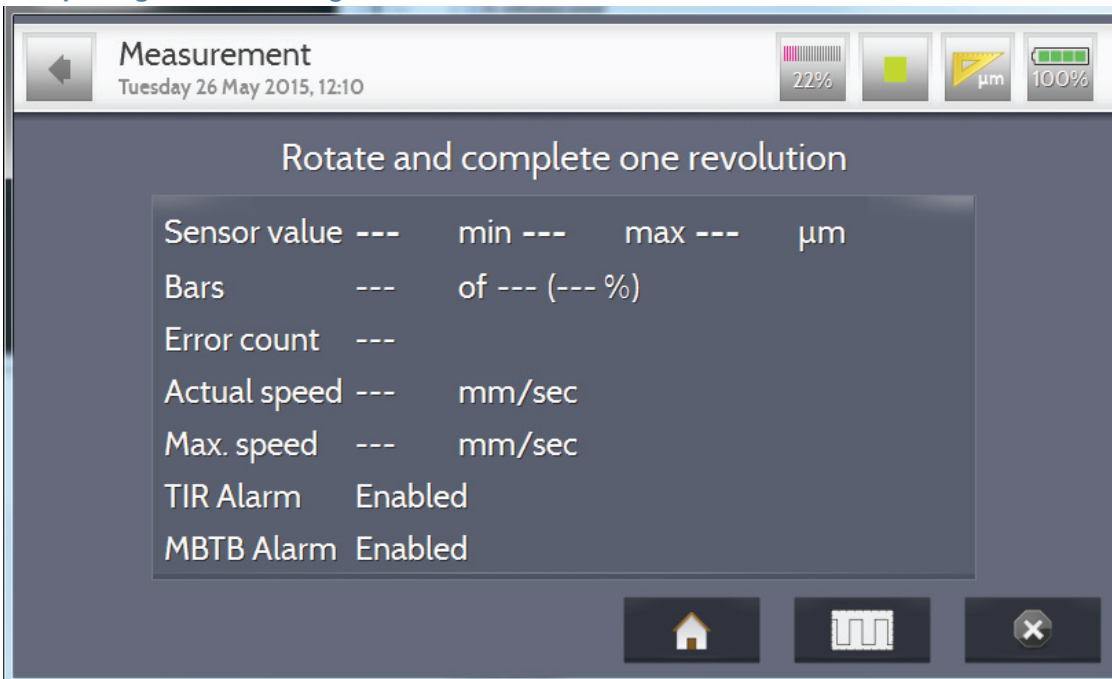 Measurement
Tuesday 26 May 2015, 12:10
22%
µm
100%
Rotate and complete one revolution
Sensor value --- min --- max --- µm
Bars --- of --- (--- %)
Error count ---
Actual speed --- mm/sec
Max. speed --- mm/sec
TIR Alarm Enabled
MBTB Alarm Enabled